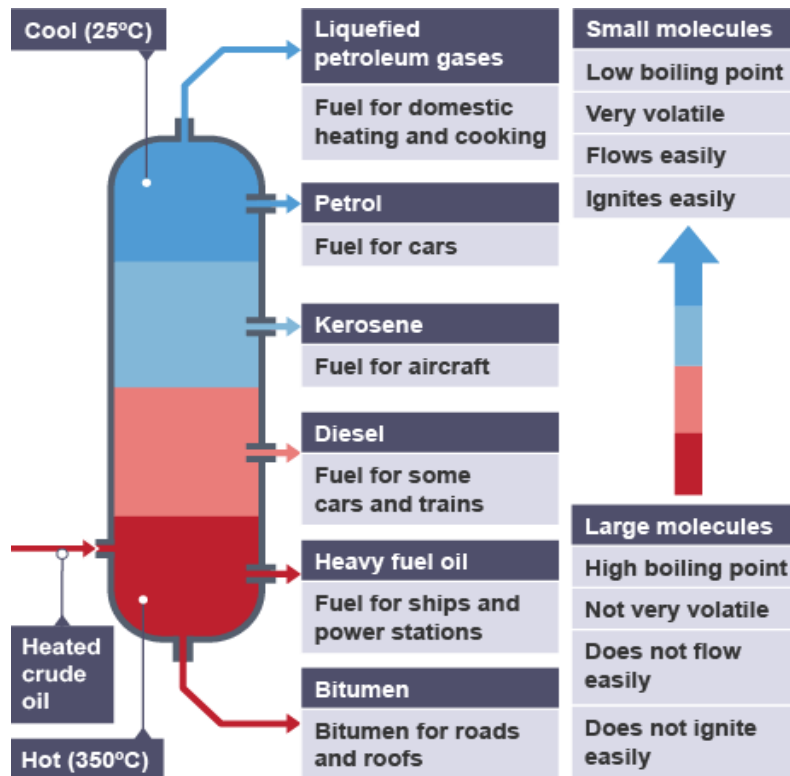 Cool (25ºC)
Liquefied
petroleum gases
Fuel for domestic
heating and cooking
Petrol
Fuel for cars
Kerosene
Fuel for aircraft
Diesel
Fuel for some
cars and trains
Heavy fuel oil
Fuel for ships and
power stations
Bitumen
Bitumen for roads
and roofs
Heated
crude
oil
Hot (350ºC)
Small molecules
Low boiling point
Very volatile
Flows easily
Ignites easily
Large molecules
High boiling point
Not very volatile
Does not flow
easily
Does not ignite
easily